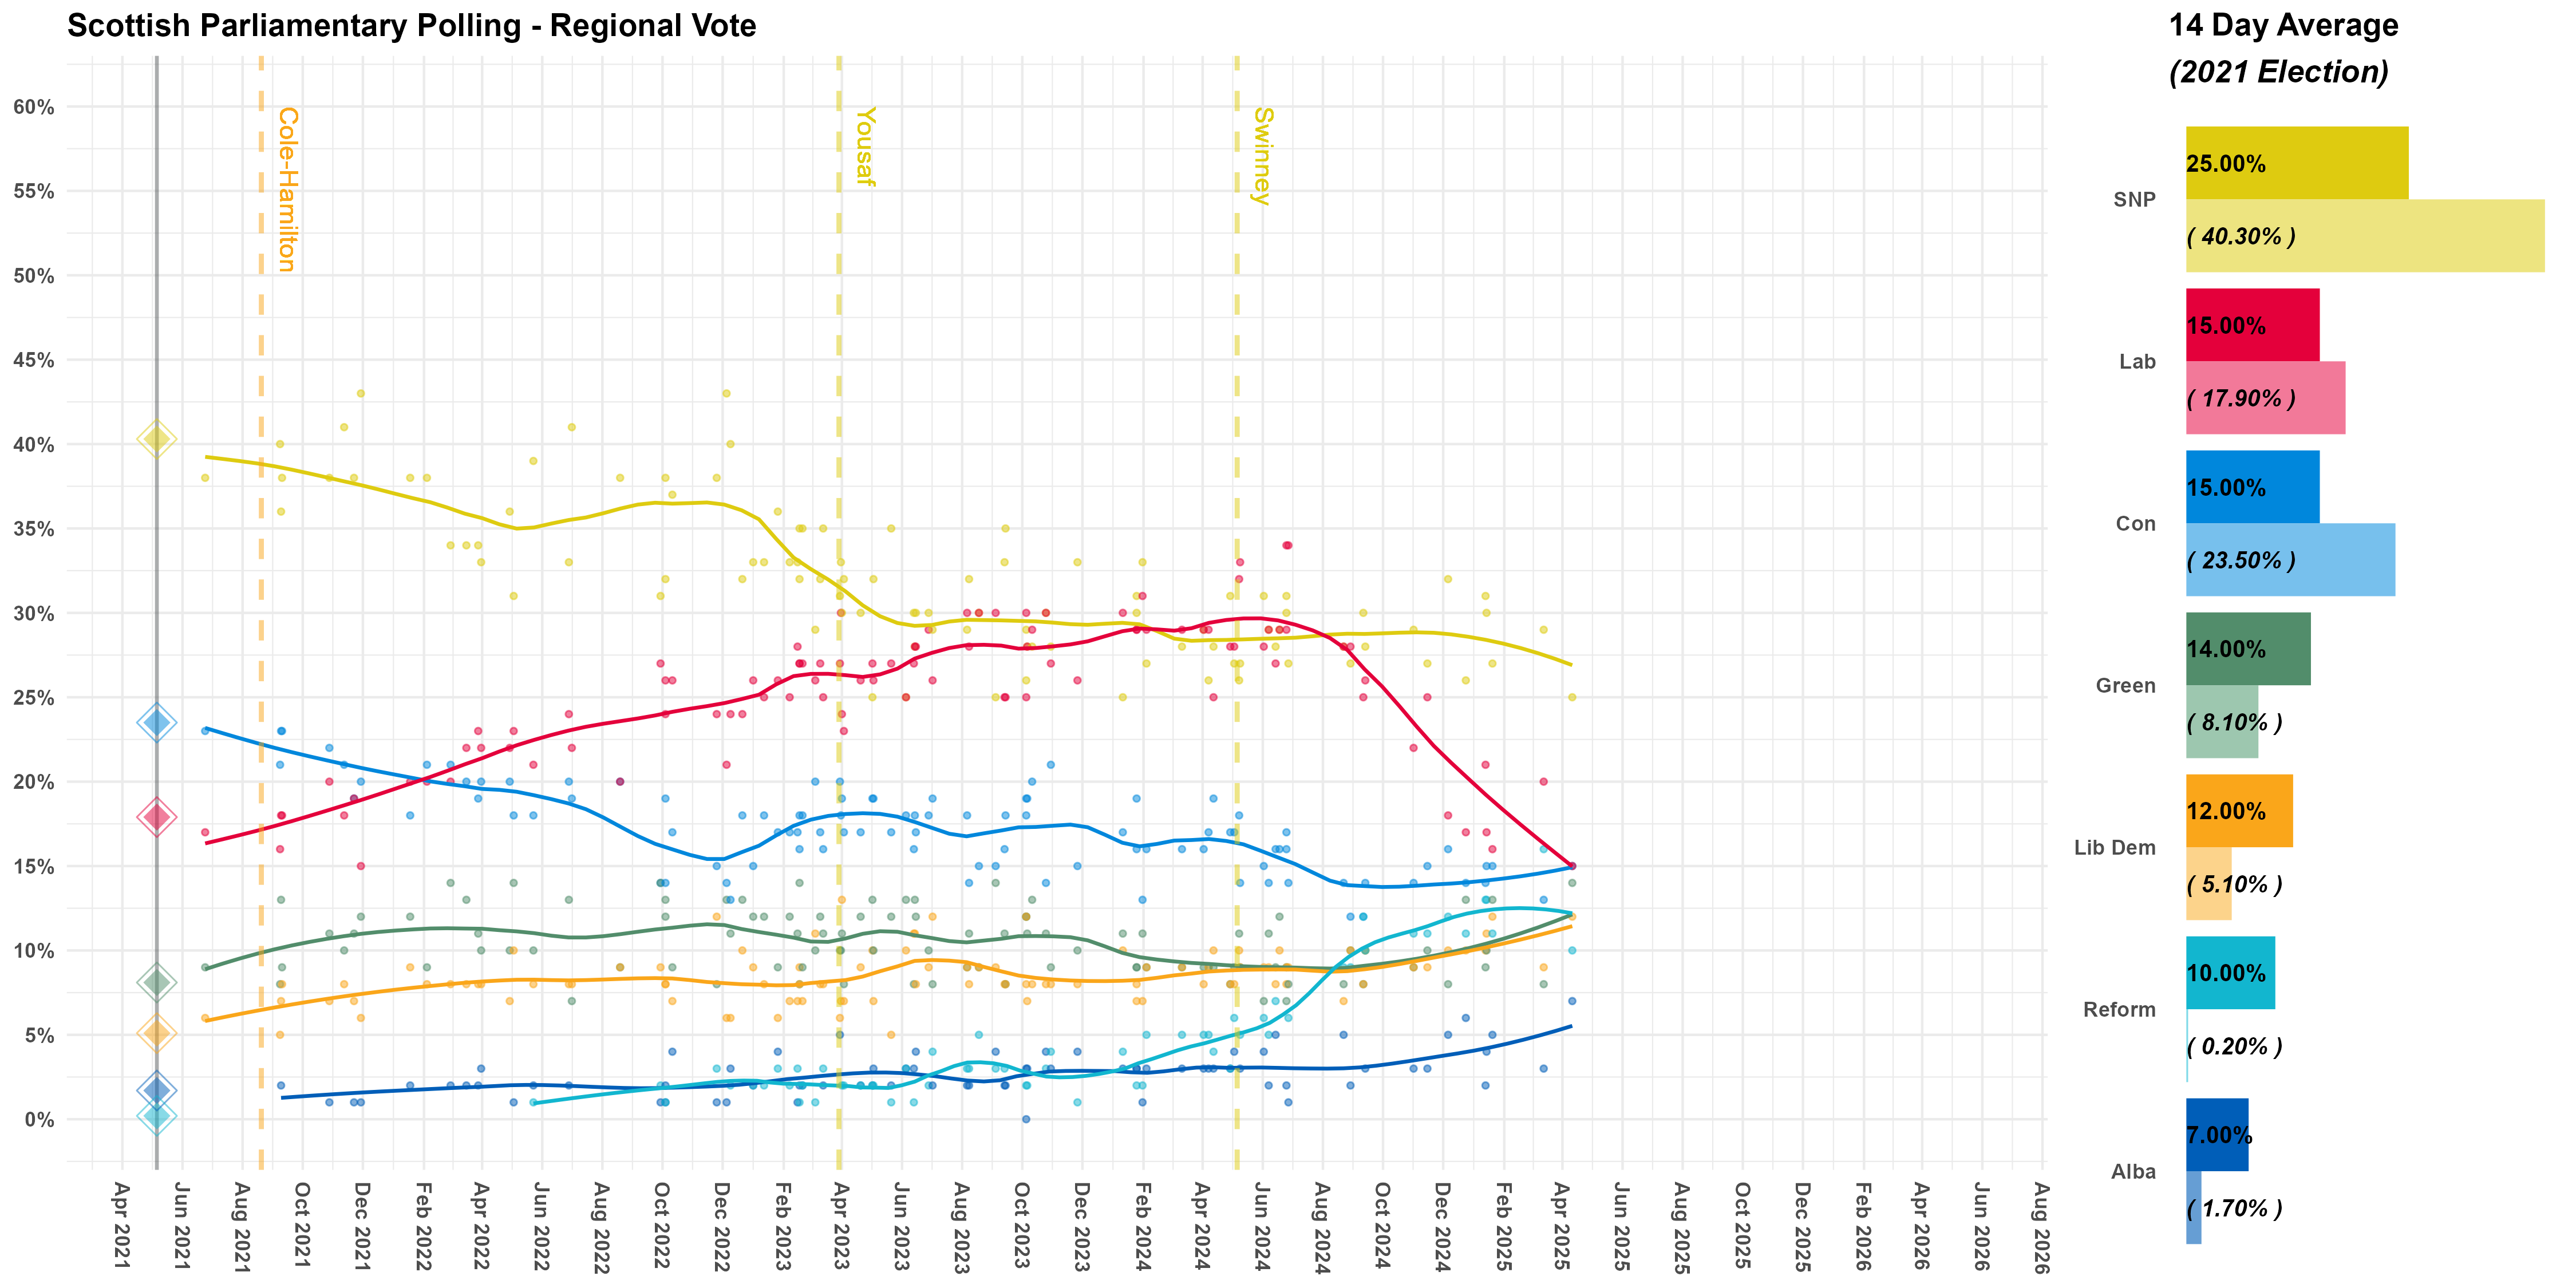 Scottish Parliamentary Polling - Regional Vote
60%
55%
50%
45%
40%
35%
30%
25%
20%
15%
10%
5%
0%
Cole-Hamilton
Yousaf
Swinney
Apr 2021
Jun 2021
Aug 2021
Oct 2021
Dec 2021
Feb 2022
Apr 2022
Jun 2022
Aug 2022
Oct 2022
Dec 2022
Feb 2023
Apr 2023
Jun 2023
Aug 2023
Oct 2023
Dec 2023
Feb 2024
Apr 2024
Jun 2024
Aug 2024
Oct 2024
Dec 2024
Feb 2025
Apr 2025
Jun 2025
Aug 2025
Oct 2025
Dec 2025
Feb 2026
Apr 2026
Jun 2026
Aug 2026
14 Day Average
(2021 Election)
SNP
25.00%
( 40.30% )
Lab
15.00%
( 17.90% )
Con
15.00%
( 23.50% )
Green
14.00%
( 8.10% )
Lib Dem
12.00%
( 5.10% )
Reform
10.00%
( 0.20% )
Alba
7.00%
( 1.70% )